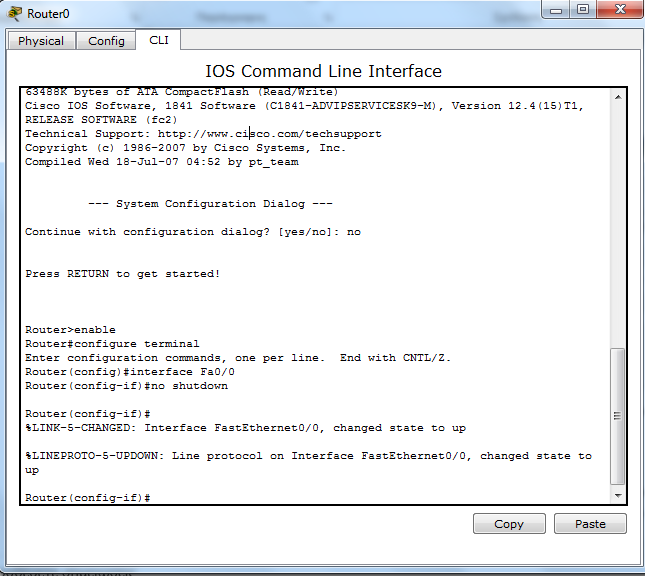 Router0
Physical
Config
CLI
IOS Command Line Interface
63488K bytes of ATA CompactFlash (Read/Write)
Cisco IOS Software, 1841 Software (C1841-ADVIPSERVICESK9-M), Version 12.4(15)T1,
RELEASE SOFTWARE (fc2)
Technical Support: http://www.cisco.com/techsupport
Copyright (c) 1986-2007 by Cisco Systems, Inc.
Compiled Wed 18-Jul-07 04:52 by pt_team
--- System Configuration Dialog ---
Continue with configuration dialog? [yes/no]: no
Press RETURN to get started!
Router>enable
Router#configure terminal
Enter configuration commands, one per line.  End with CNTL/Z.
Router(config)#interface Fa0/0
Router(config-if)#no shutdown
Router(config-if)#
%LINK-5-CHANGED: Interface FastEthernet0/0, changed state to up
%LINEPROTO-5-UPDOWN: Line protocol on Interface FastEthernet0/0, changed state to
up
Router(config-if)#
Copy
Paste